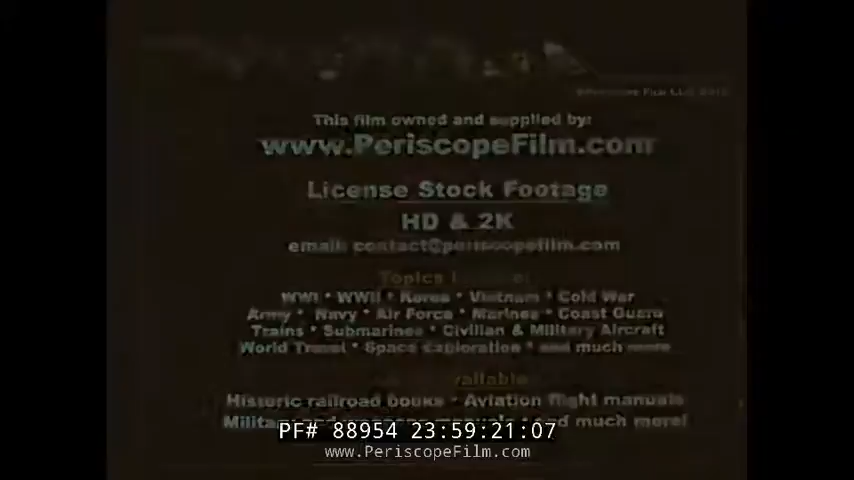 This film owned and supplied by:
www.PeriscopeFilm.com
License Stock Footage
HD & 2K
email: contact@periscopefilm.com
Topics
WWI * WWII * Korea * Vietnam * Cold War
Army * Navy * Air Force * Marines * Coast Guard
Trains * Submarines * Civilian & Military Aircraft
World Travel * Space Exploration * and much more
Historic railroad books * Aviation flight manuals
and much more!
PF# 88954 23:59:21:07
www.PeriscopeFilm.com